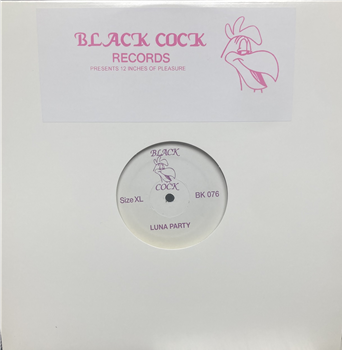 BLACK COCK
RECORDS
PRESENTS 12 INCHES OF PLEASURE
BLACK
COCK
Size XL
BK 076
LUNA PARTY